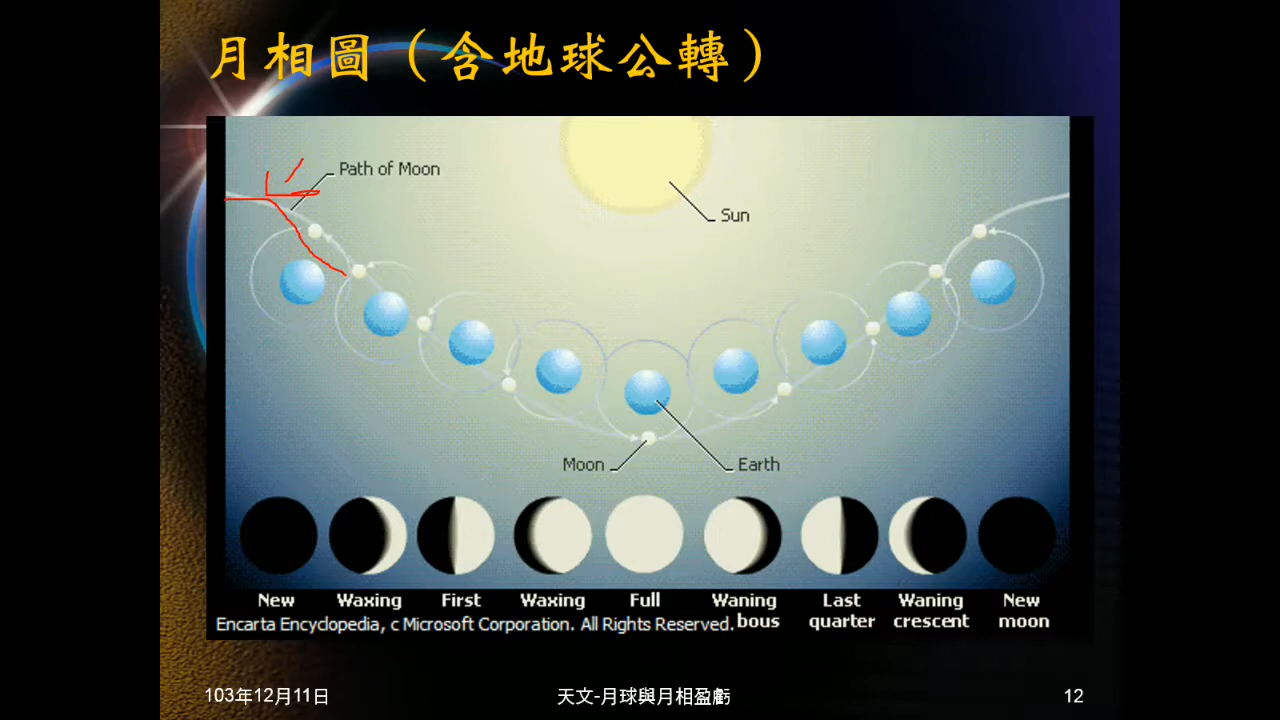 月相圖（含地球公轉）
Path of Moon
Sun
Moon
Earth
New Waxing First Waxing Full Waning Last Waning New
Encarta Encyclopedia, c Microsoft Corporation. All Rights Reserved. bous quarter crescent moon
103年12月11日 天文-月球與月相盈虧 12